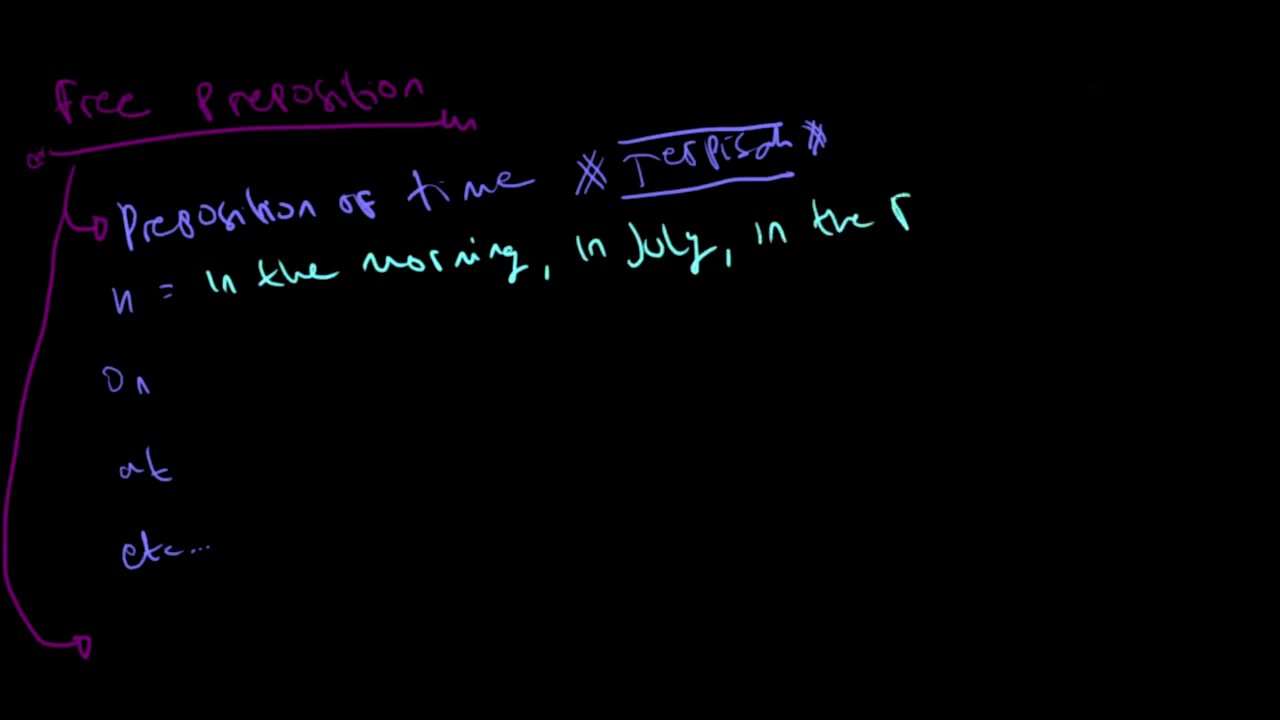 Free Preposition
Preposition of time * Terpisah *
n = in the morning, in July, in the
on
at
etc...